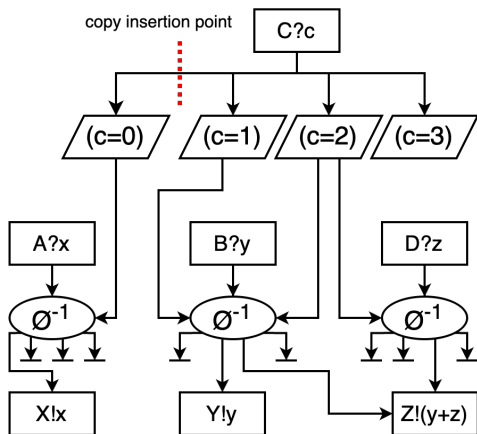 copy insertion point
C?c
(c=0)
(c=1)
(c=2)
(c=3)
A?x
B?y
D?z
Ø⁻¹
Ø⁻¹
Ø⁻¹
X!x
Y!y
Z!(y+z)